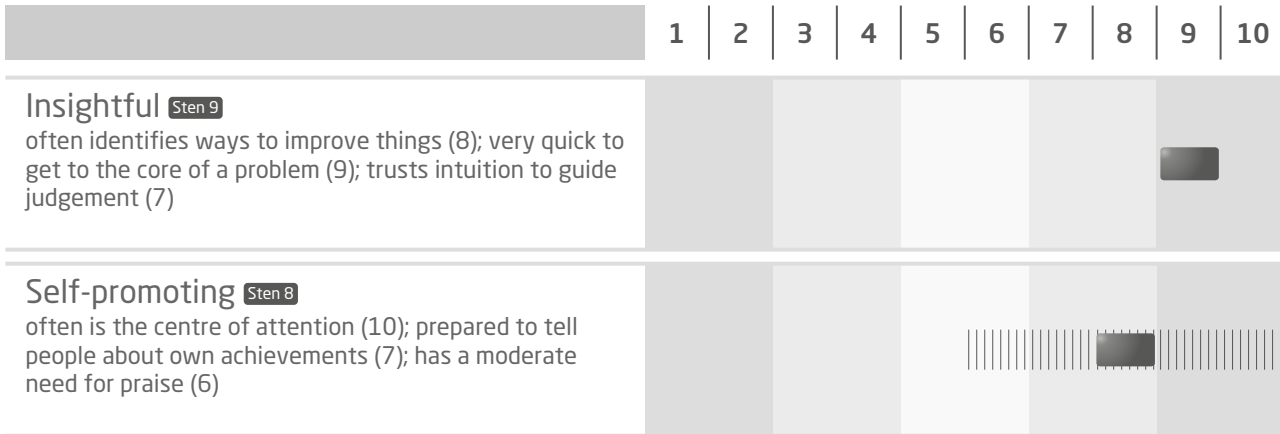 1 2 3 4 5 6 7 8 9 10
Insightful Sten 9
often identifies ways to improve things (8); very quick to
get to the core of a problem (9); trusts intuition to guide
judgement (7)
Self-promoting Sten 8
often is the centre of attention (10); prepared to tell
people about own achievements (7); has a moderate
need for praise (6)